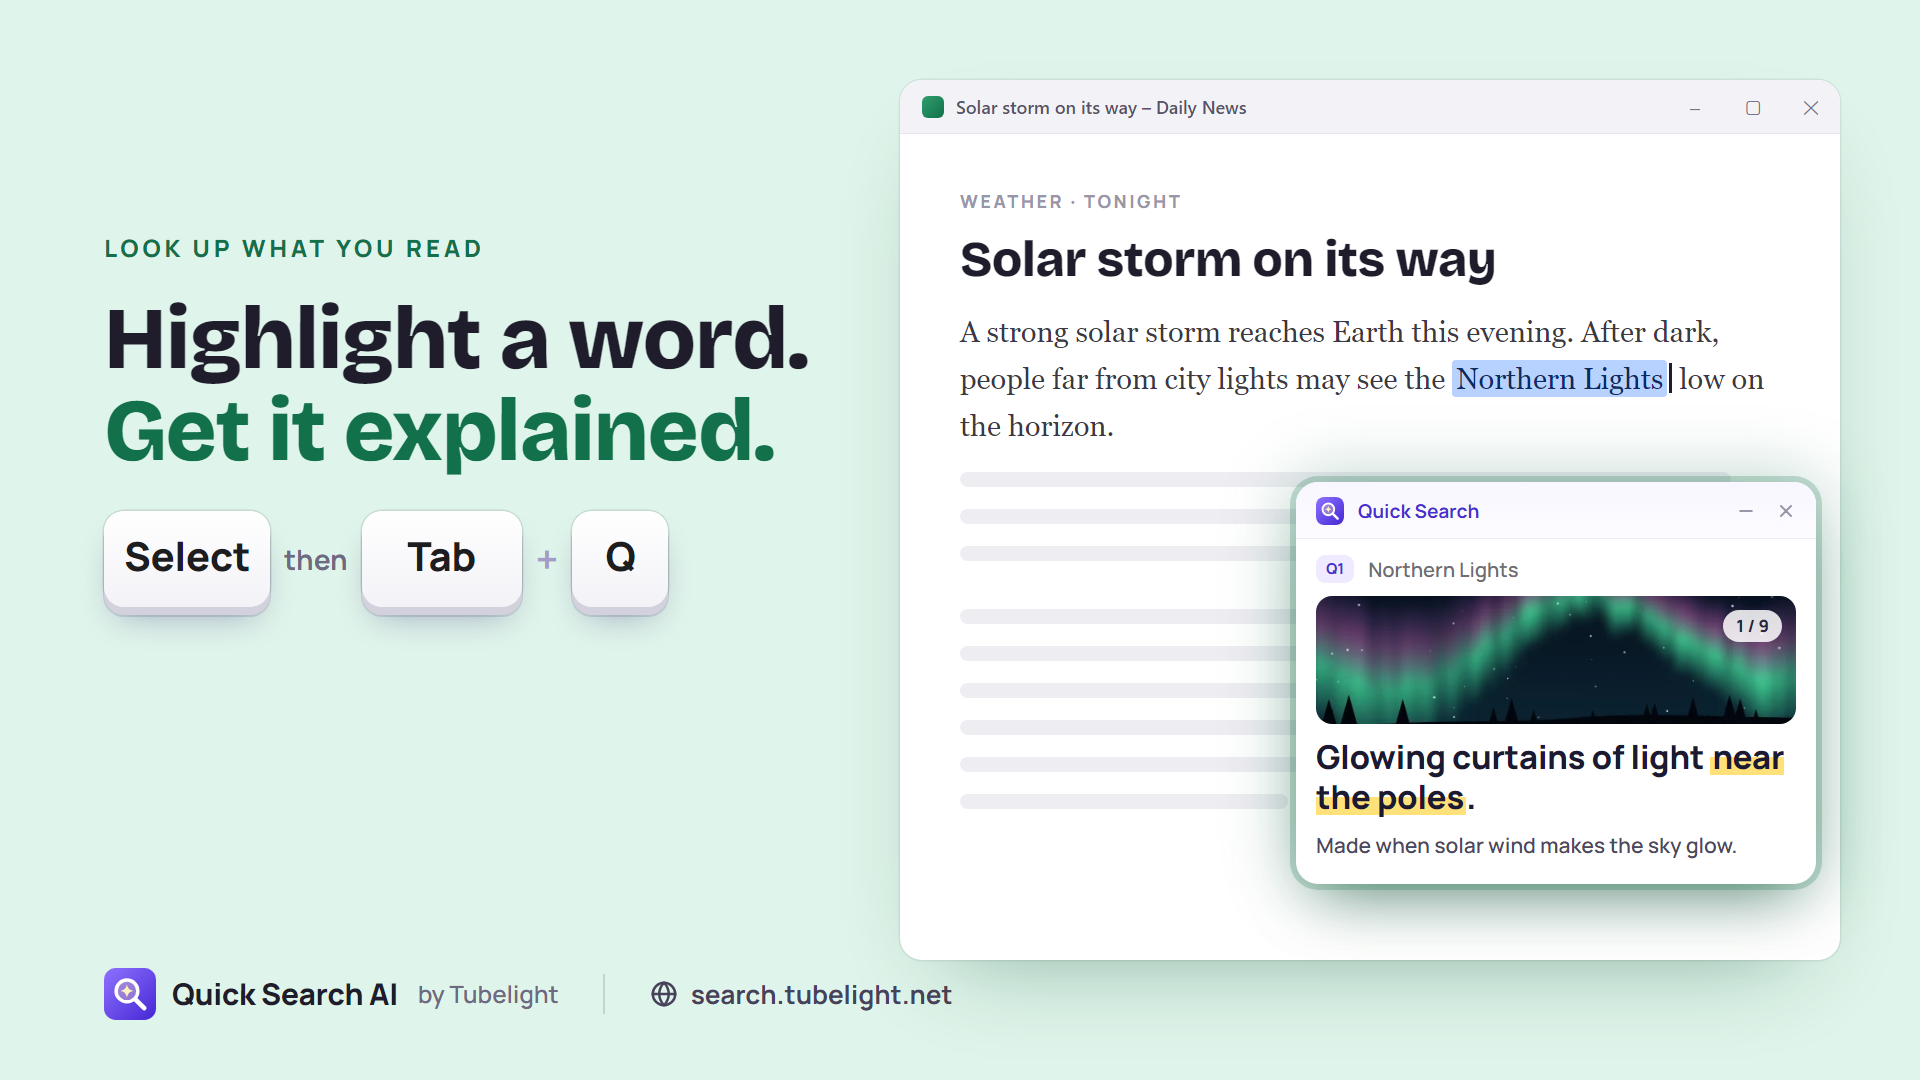 LOOK UP WHAT YOU READ
Highlight a word.
Get it explained.
Select then Tab + Q
Quick Search AI by Tubelight
search.tubelight.net
Solar storm on its way – Daily News
WEATHER · TONIGHT
Solar storm on its way
A strong solar storm reaches Earth this evening. After dark,
people far from city lights may see the Northern Lights low on
the horizon.
Quick Search
Q1 Northern Lights
1 / 9
Glowing curtains of light near
the poles.
Made when solar wind makes the sky glow.